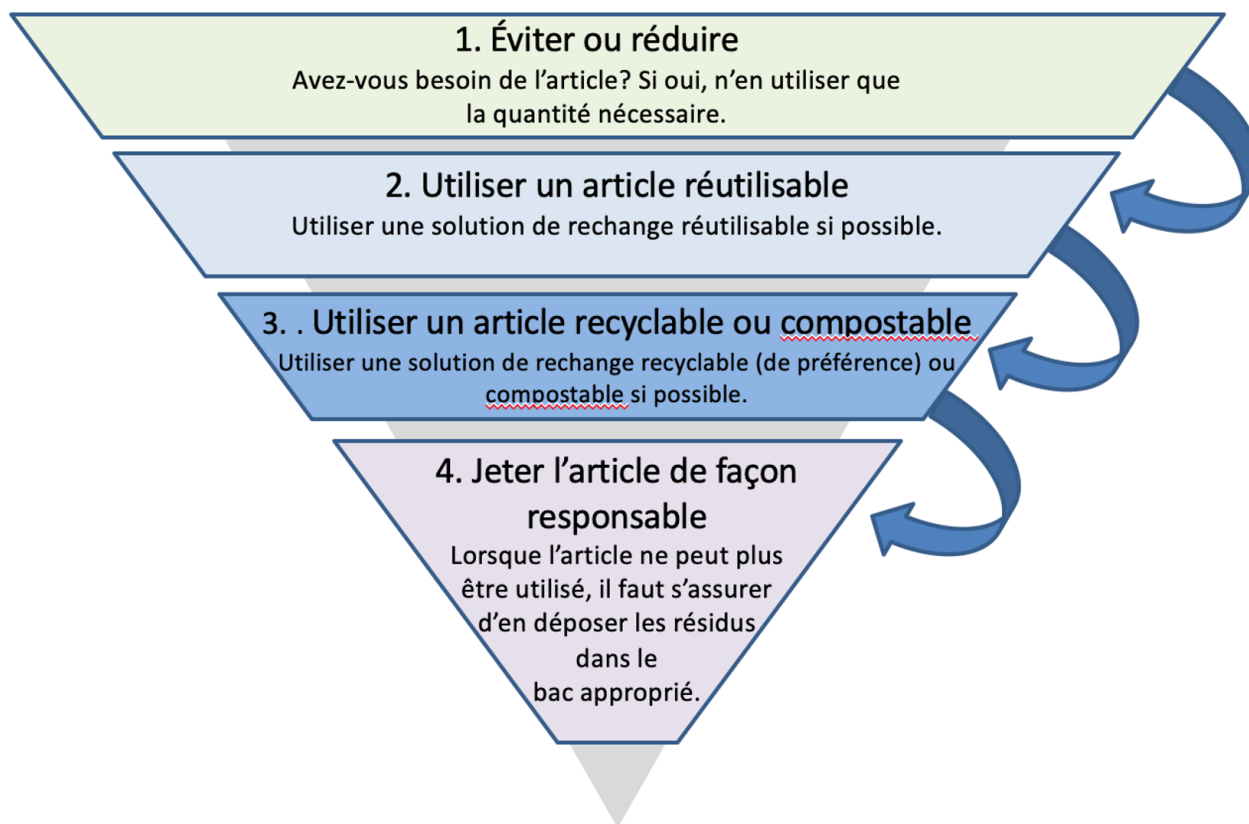 1. Éviter ou réduire
Avez-vous besoin de l’article? Si oui, n’en utiliser que
la quantité nécessaire.
2. Utiliser un article réutilisable
Utiliser une solution de rechange réutilisable si possible.
3. . Utiliser un article recyclable ou compostable
Utiliser une solution de rechange recyclable (de préférence) ou
compostable si possible.
4. Jeter l’article de façon
responsable
Lorsque l’article ne peut plus
être utilisé, il faut s’assurer
d’en déposer les résidus
dans le
bac approprié.